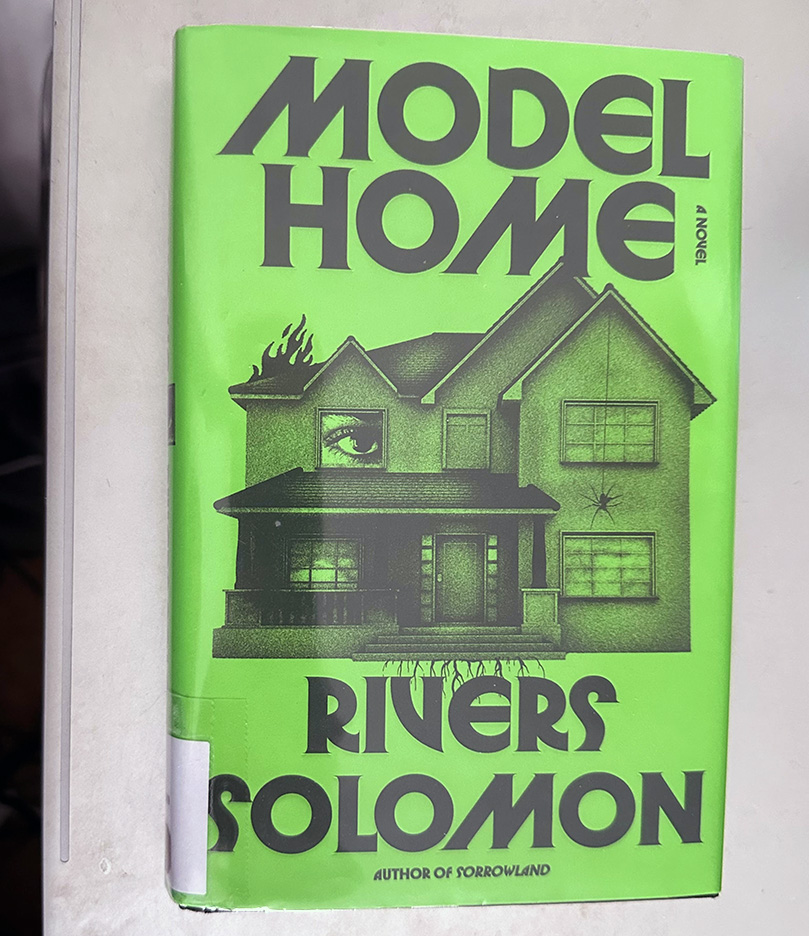 MODEL
HOME
A NOVEL
RIVERS
SOLOMON
AUTHOR OF SORROWLAND